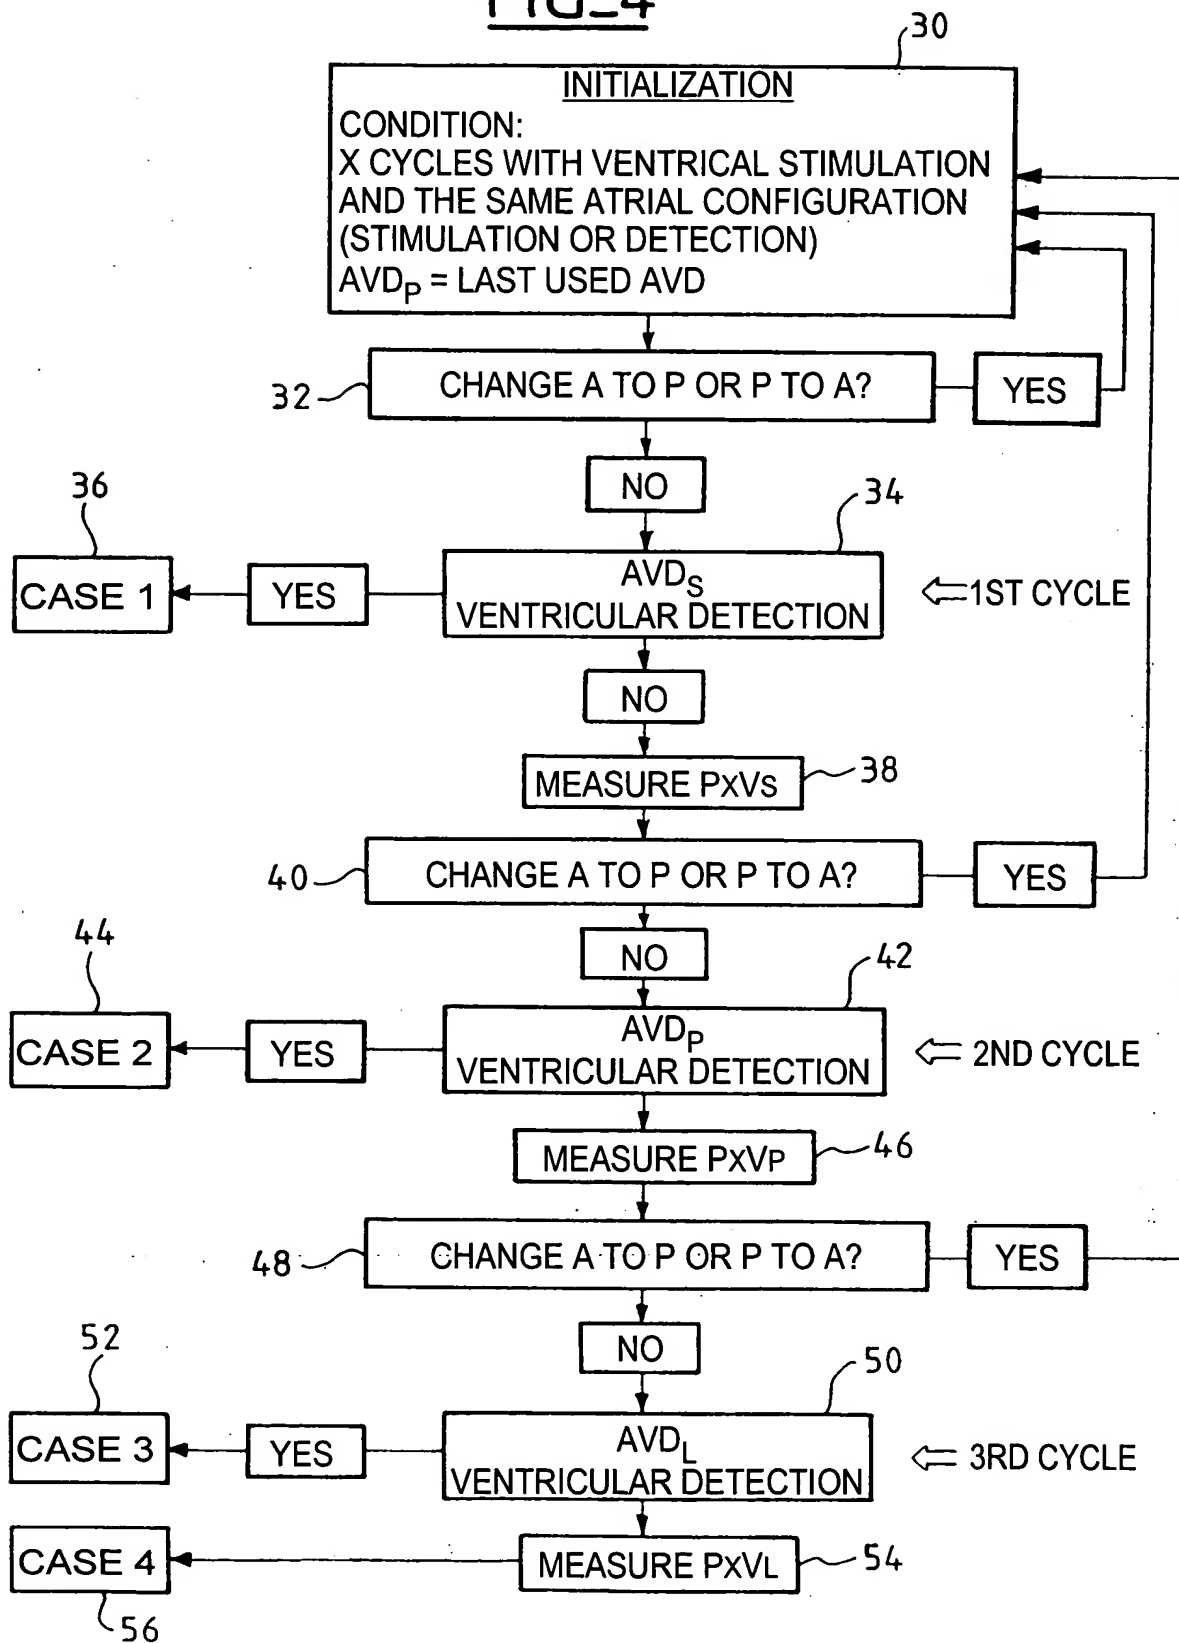 FIG_4
30
INITIALIZATION
CONDITION:
X CYCLES WITH VENTRICAL STIMULATION
AND THE SAME ATRIAL CONFIGURATION
(STIMULATION OR DETECTION)
AVDP = LAST USED AVD
32
CHANGE A TO P OR P TO A?
YES
NO
36
34
CASE 1
YES
AVDS
VENTRICULAR DETECTION
1ST CYCLE
NO
MEASURE PXVS
38
40
CHANGE A TO P OR P TO A?
YES
NO
44
42
CASE 2
YES
AVDP
VENTRICULAR DETECTION
2ND CYCLE
MEASURE PXVP
46
48
CHANGE A TO P OR P TO A?
YES
NO
52
50
CASE 3
YES
AVDL
VENTRICULAR DETECTION
3RD CYCLE
CASE 4
MEASURE PXVL
54
56